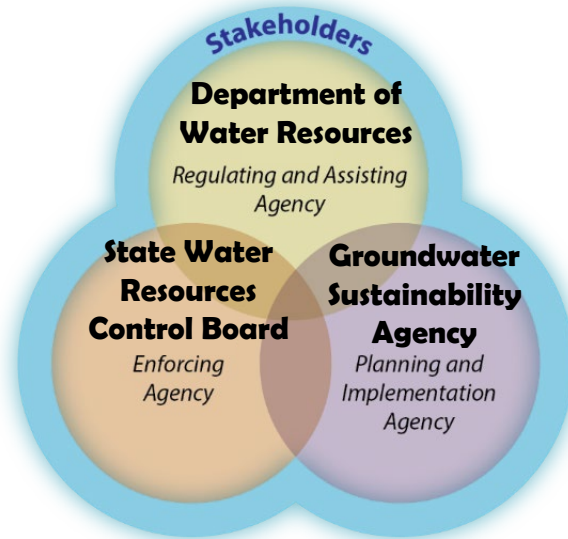 Stakeholders
Department of
Water Resources
Regulating and Assisting
Agency
State Water
Resources
Control Board
Enforcing
Agency
Groundwater
Sustainability
Agency
Planning and
Implementation
Agency